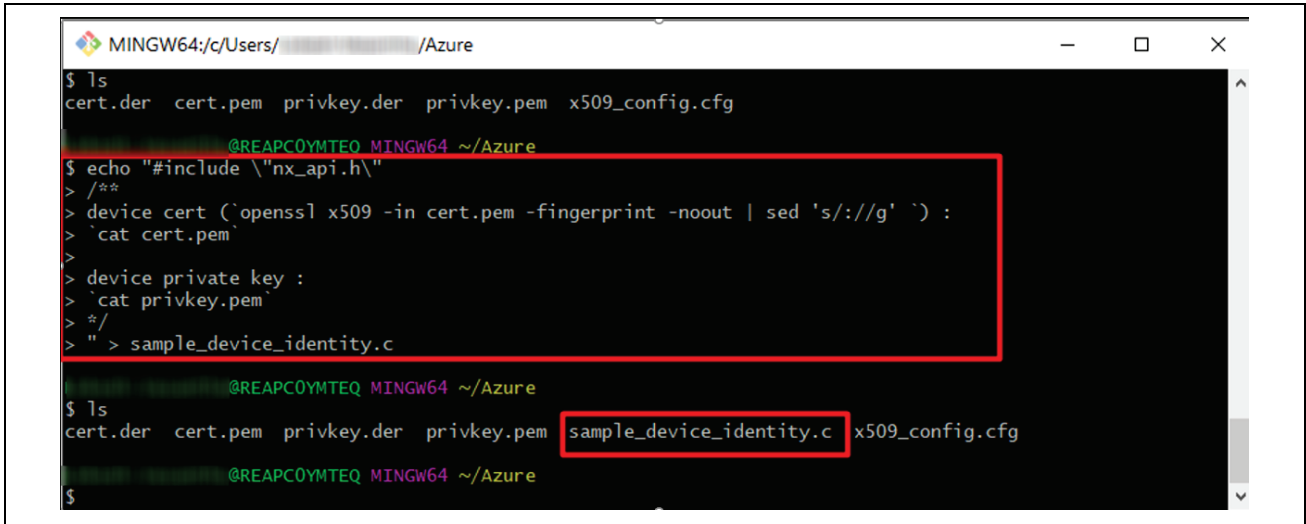 MINGW64:/c/Users/ /Azure
$ ls
cert.der cert.pem privkey.der privkey.pem x509_config.cfg
@REAPC0YMTEQ MINGW64 ~/Azure
$ echo "#include \"nx_api.h\"
> /**
> device cert (`openssl x509 -in cert.pem -fingerprint -noout | sed 's/://g' `) :
> `cat cert.pem`
>
> device private key :
> `cat privkey.pem`
> */
> " > sample_device_identity.c
@REAPC0YMTEQ MINGW64 ~/Azure
$ ls
cert.der cert.pem privkey.der privkey.pem sample_device_identity.c x509_config.cfg
@REAPC0YMTEQ MINGW64 ~/Azure
$